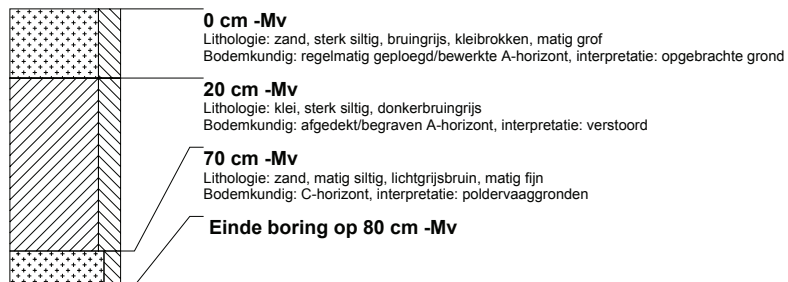 0 cm -Mv
Lithologie: zand, sterk siltig, bruingrijs, kleibrokken, matig grof
Bodemkundig: regelmatig geploegd/bewerkte A-horizont, interpretatie: opgebrachte grond
20 cm -Mv
Lithologie: klei, sterk siltig, donkerbruingrijs
Bodemkundig: afgedekt/begraven A-horizont, interpretatie: verstoord
70 cm -Mv
Lithologie: zand, matig siltig, lichtgrijsbruin, matig fijn
Bodemkundig: C-horizont, interpretatie: poldervaaggronden
Einde boring op 80 cm -Mv